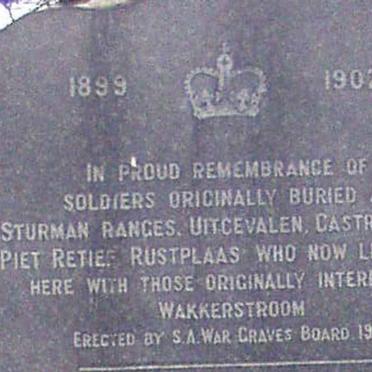 1899 190
IN PROUD REMEMBRANCE OF
SOLDIERS ORIGINALLY BURIED
STURMAN RANGES. UITGEVALEN, CASTR
PIET RETIEF RUSTPLAAS WHO NOW L
HERE WITH THOSE ORIGINALLY INTER
WAKKERSTROOM
ERECTED BY S.A. WAR GRAVES BOARD. 19